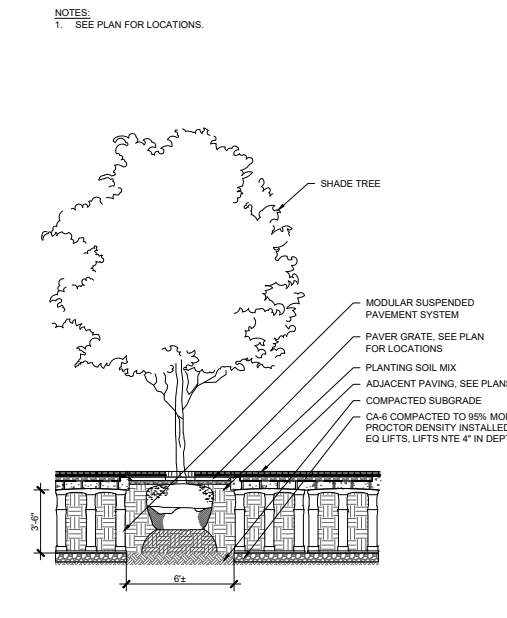 NOTES:
1. SEE PLAN FOR LOCATIONS.
SHADE TREE
MODULAR SUSPENDED
PAVEMENT SYSTEM
PAVER GRATE, SEE PLAN
FOR LOCATIONS
PLANTING SOIL MIX
ADJACENT PAVING, SEE PLANS
COMPACTED SUBGRADE
CA-6 COMPACTED TO 95%
PROCTOR DENSITY INSTALLED
EQ LIFTS, LIFTS NTE 4" IN
3'-6"
6'±